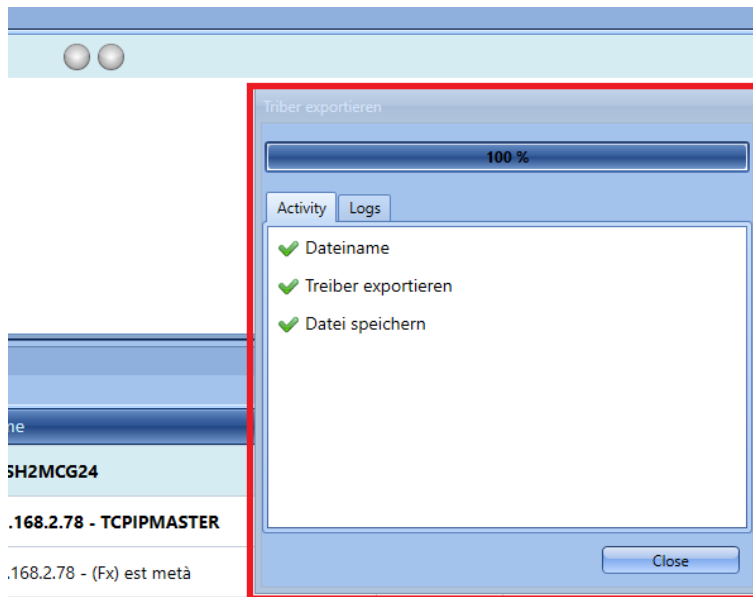 Triber exportieren
100 %
Activity Logs
Dateiname
Treiber exportieren
Datei speichern
SH2MCG24
.168.2.78 - TCPIPMASTER
.168.2.78 - (Fx) est metà
Close